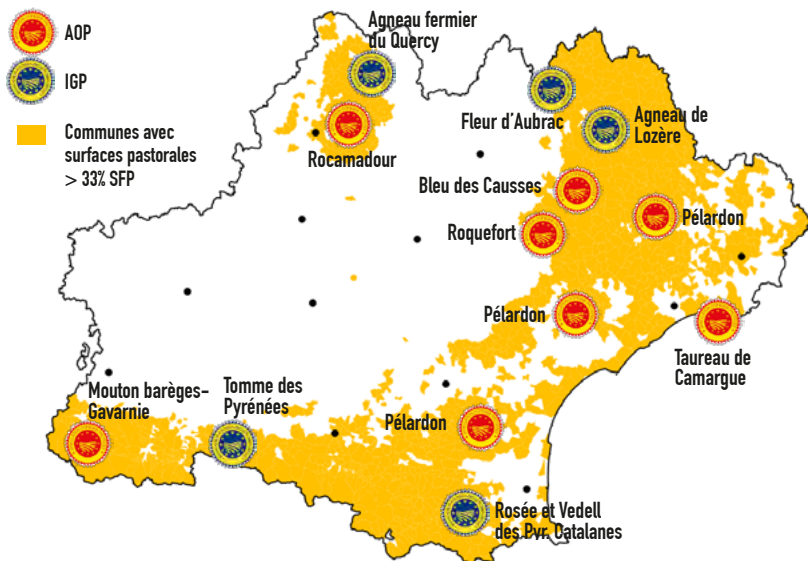 AOP
IGP
Communes avec
surfaces pastorales
> 33% SFP
Agneau fermier
du Quercy
Rocamadour
Fleur d'Aubrac
Agneau de
Lozère
Bleu des Causses
Pélardon
Roquefort
Pélardon
Taureau de
Camargue
Mouton barèges-
Gavarnie
Tomme des
Pyrénées
Pélardon
Rosée et Vedell
des Pyr. Catalanes